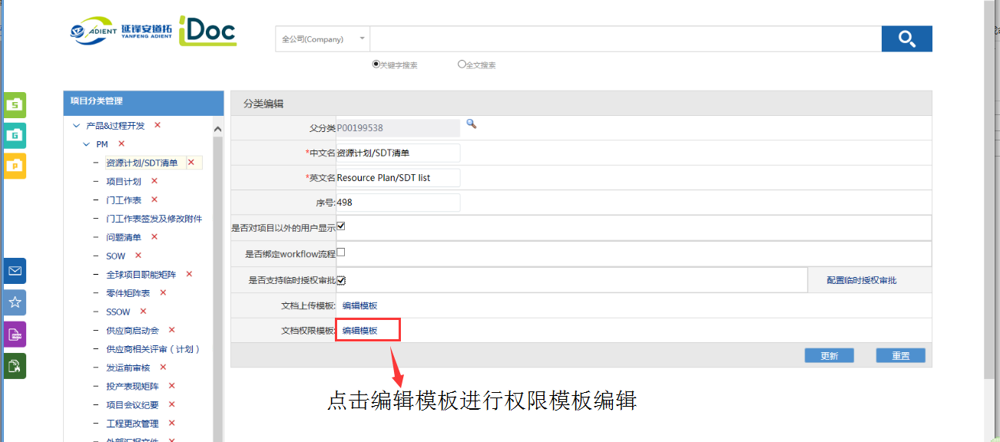 ADIENT 延锋安道拓
YANFENG ADIENT
iDoc
全公司(Company)
关键字搜索 全文搜索
S
G
P
项目分类管理
产品&过程开发
PM
资源计划/SDT清单
项目计划
门工作表
门工作表签发及修改附件
问题清单
SOW
全球项目职能矩阵
零件矩阵表
SSOW
供应商启动会
供应商相关评审（计划）
发运前审核
投产表现矩阵
项目会议纪要
工程更改管理
外部汇报文件
分类编辑
父分类 P00199538
*中文名 资源计划/SDT清单
*英文名 Resource Plan/SDT list
序号: 498
是否对项目以外的用户显示
是否绑定workflow流程
是否支持临时授权审批 配置临时授权审批
文档上传模板: 编辑模板
文档权限模板: 编辑模板
更新 重置
点击编辑模板进行权限模板编辑